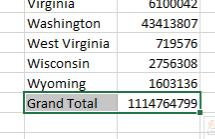 Virginia 6100042
Washington 43413807
West Virginia 719576
Wisconsin 2756308
Wyoming 1603136
Grand Total 1114764799